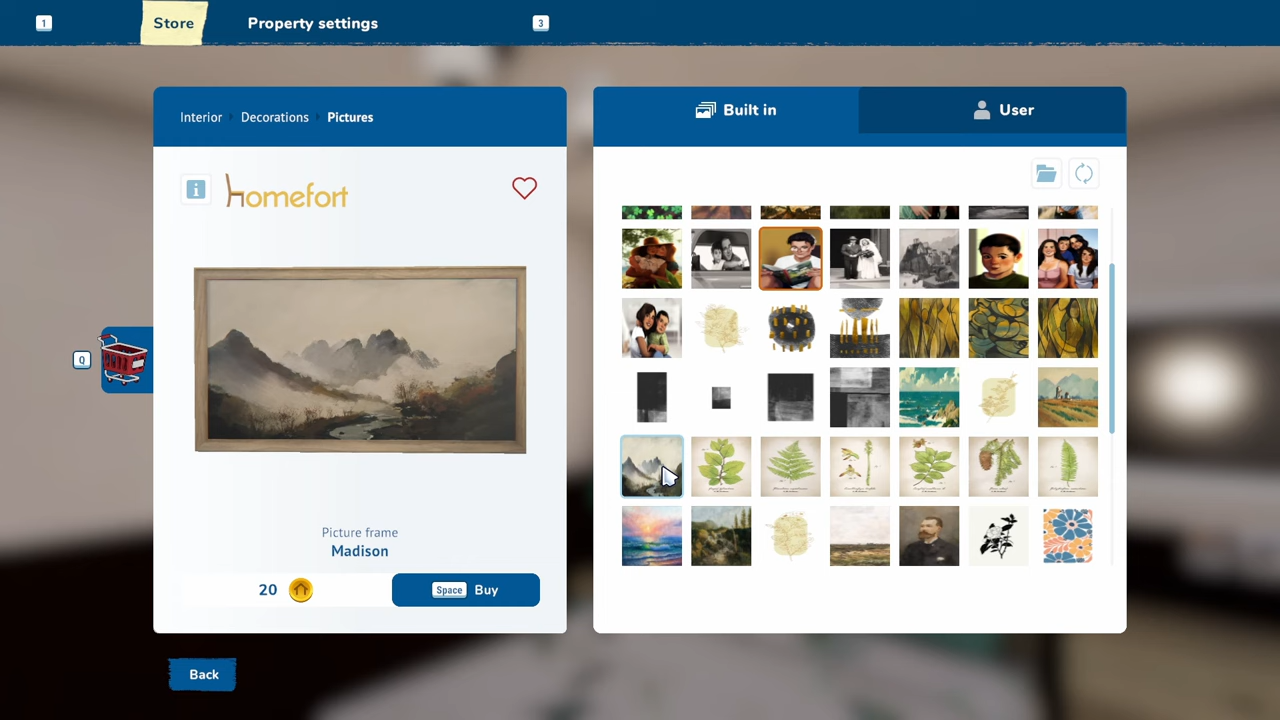 1
Store
Property settings
3
Interior
Decorations
Pictures
Built in
User
i
homefort
Q
Picture frame
Madison
20
Space
Buy
Back